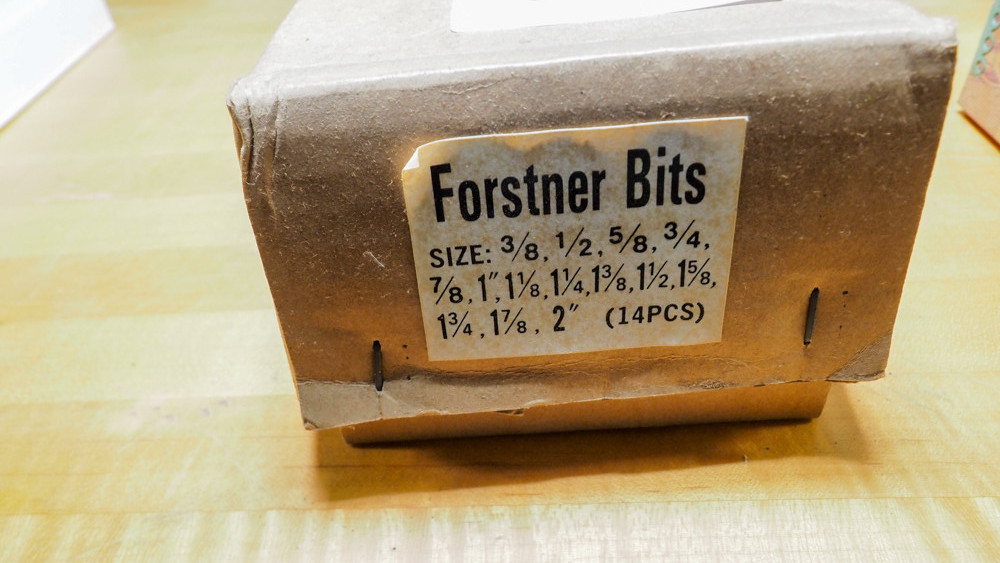 Forstner Bits
SIZE: 3/8, 1/2, 5/8, 3/4,
7/8, 1", 1 1/8, 1 1/4, 1 3/8, 1 1/2, 1 5/8,
1 3/4, 1 7/8, 2" (14PCS)